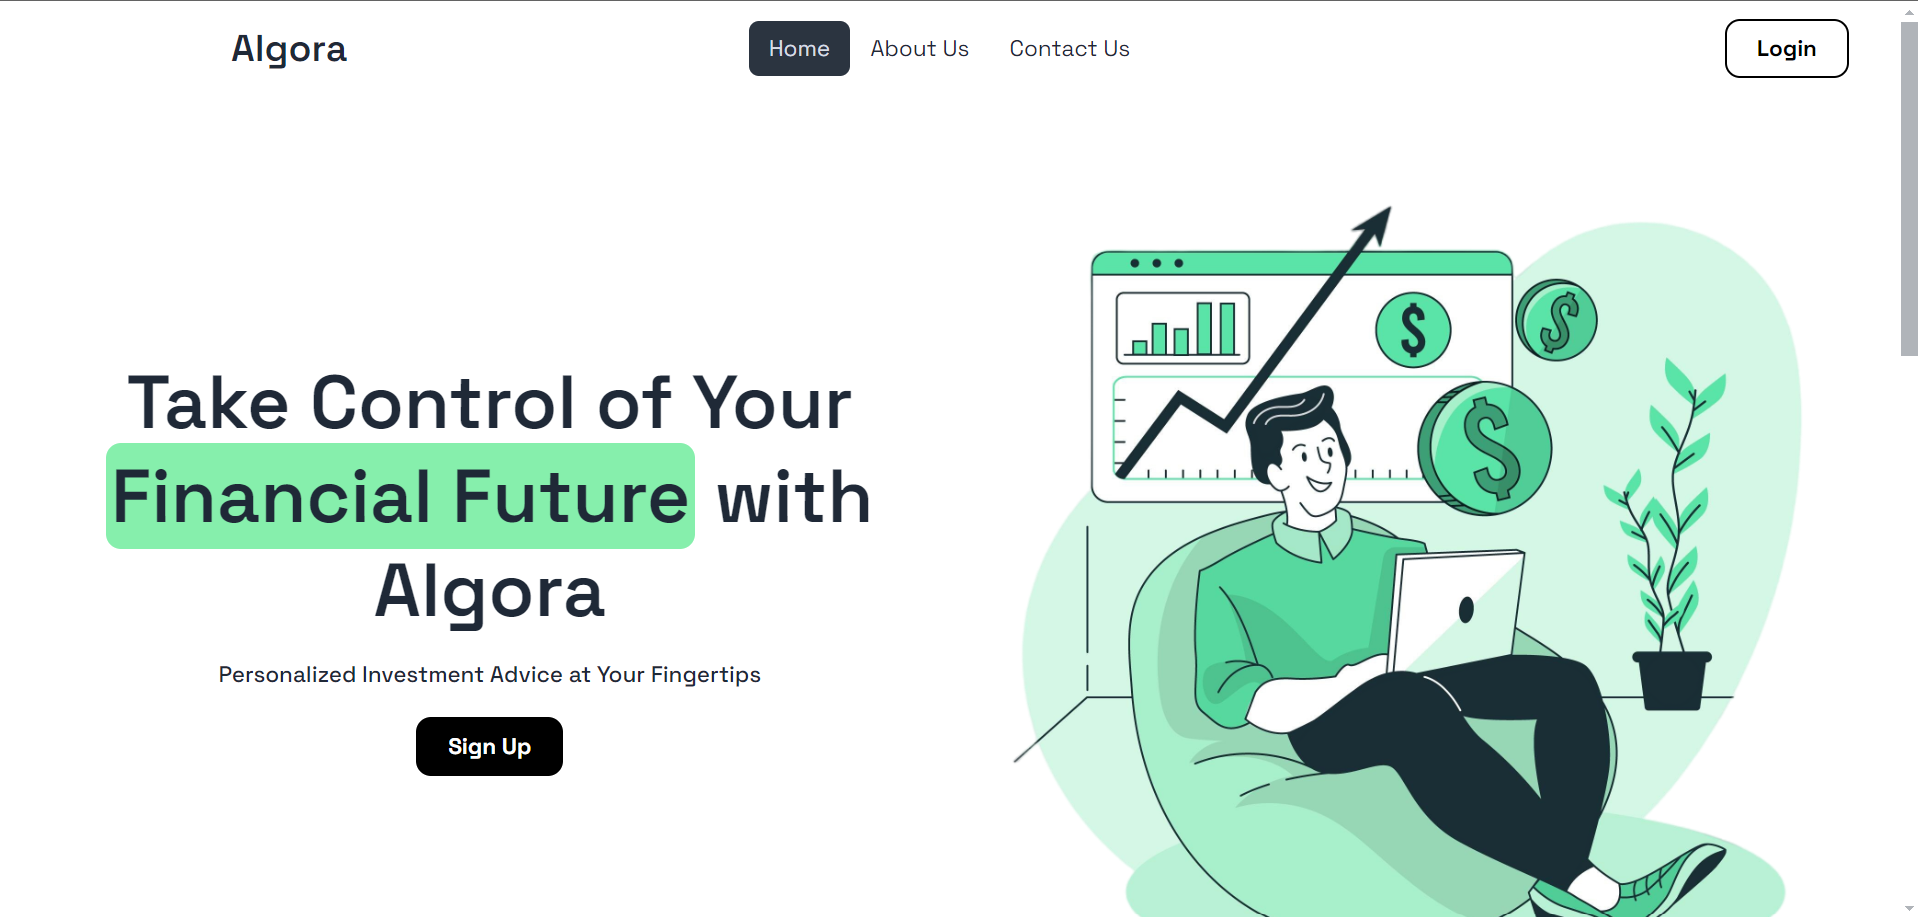 Algora
Home
About Us
Contact Us
Login
Take Control of Your
Financial Future with
Algora
Personalized Investment Advice at Your Fingertips
Sign Up
$
$
$